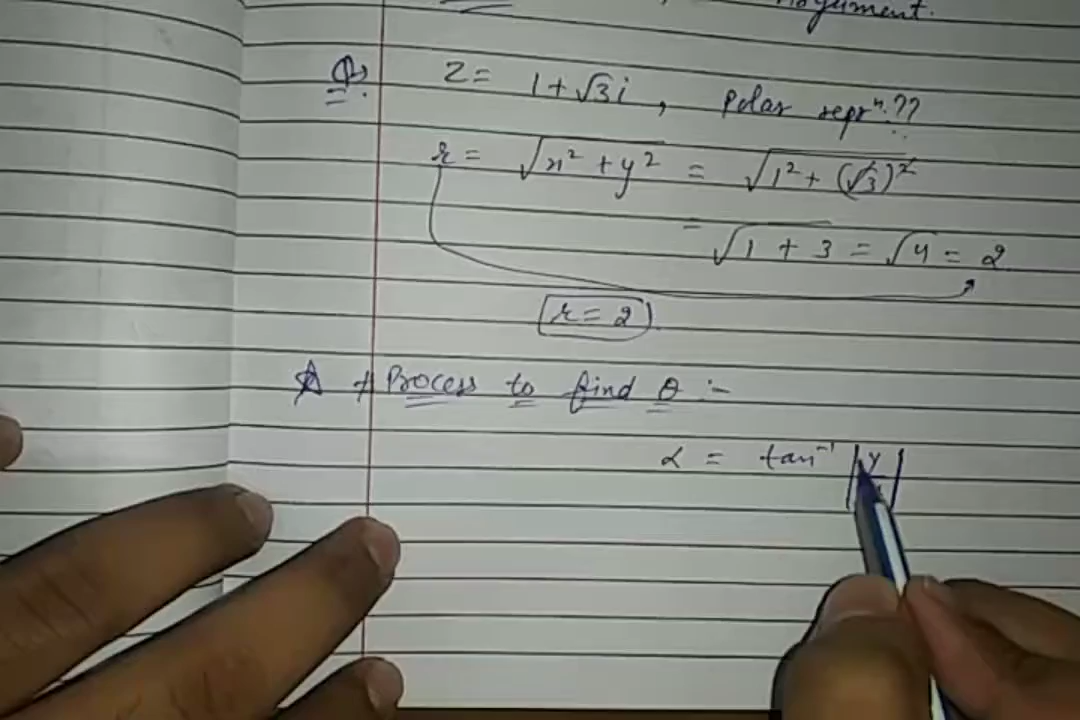 Argument.
Q. Z = 1 + √3i , Polar reprⁿ.??
r = √x² + y² = √1² + (√3)²
= √1 + 3 = √4 = 2
r = 2
* Process to find θ :-
α = tan⁻¹ |y